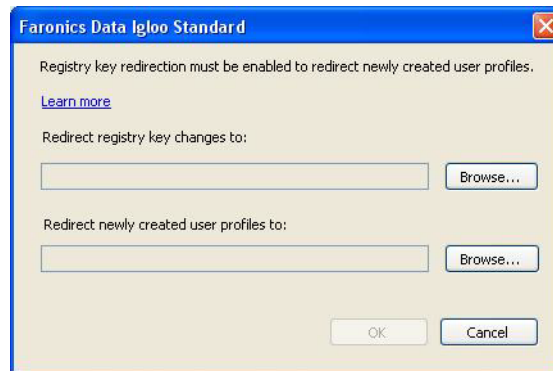 Faronics Data Igloo Standard
Registry key redirection must be enabled to redirect newly created user profiles.
Learn more
Redirect registry key changes to:
Browse...
Redirect newly created user profiles to:
Browse...
OK
Cancel